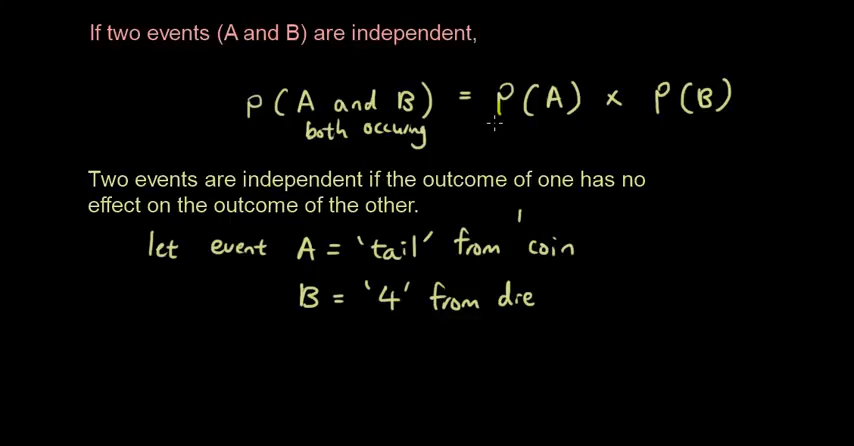 If two events (A and B) are independent,
P(A and B) = P(A) × P(B)
both occuring
Two events are independent if the outcome of one has no
effect on the outcome of the other.
let event A = 'tail' from 1 coin
B = '4' from die